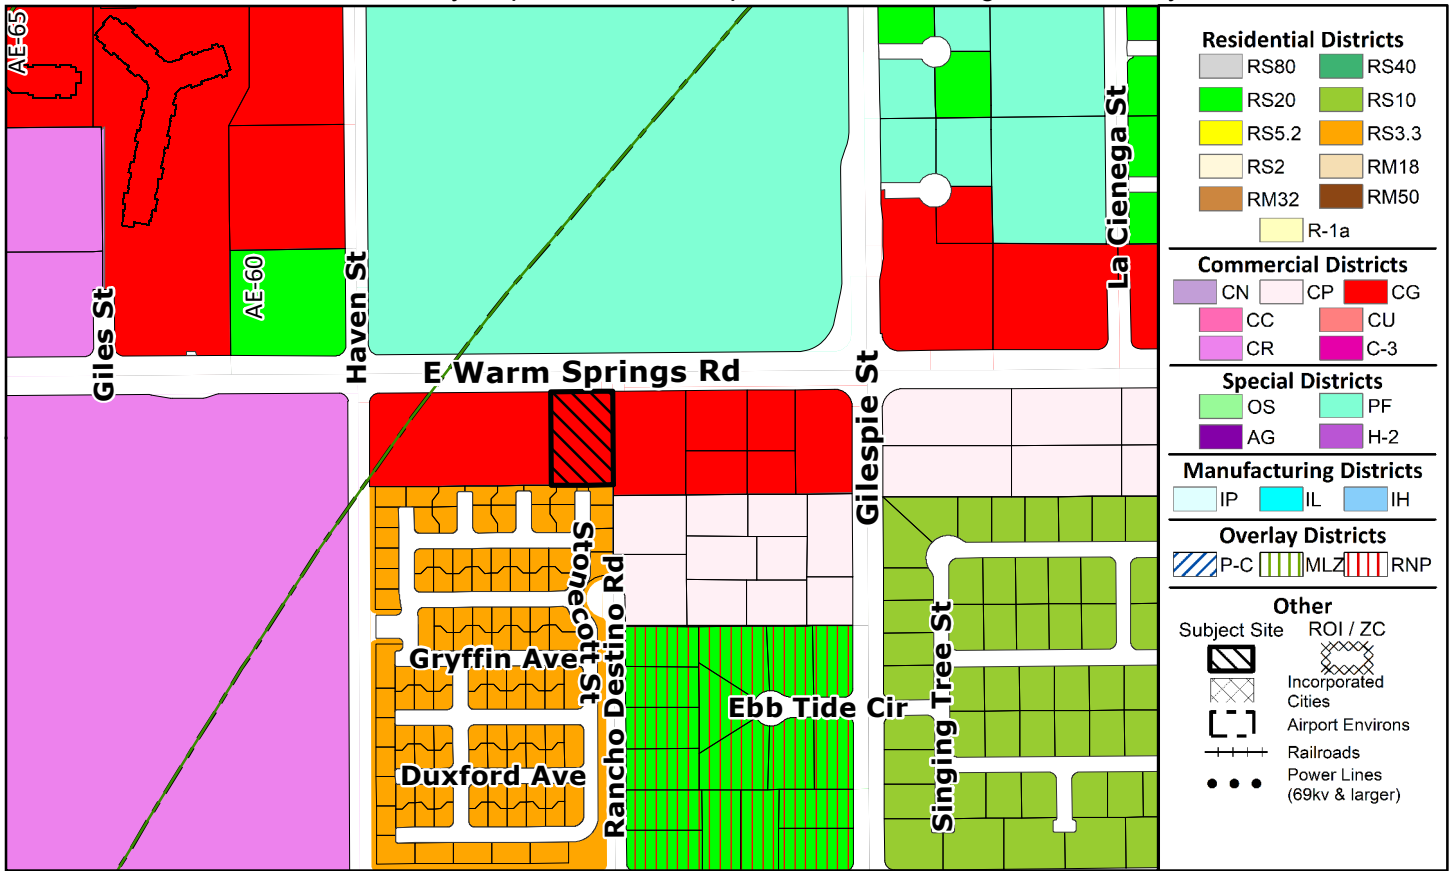 AE-65
AE-60
Giles St
Haven St
La Cienega St
E Warm Springs Rd
Gilespie St
Stonecott St
Rancho Destino Rd
Gryffin Ave
Ebb Tide Cir
Singing Tree St
Duxford Ave
Residential Districts
RS80 RS40
RS20 RS10
RS5.2 RS3.3
RS2 RM18
RM32 RM50
R-1a
Commercial Districts
CN CP CG
CC CU
CR C-3
Special Districts
OS PF
AG H-2
Manufacturing Districts
IP IL IH
Overlay Districts
P-C MLZ RNP
Other
Subject Site ROI / ZC
Incorporated
Cities
Airport Environs
Railroads
Power Lines
(69kv & larger)